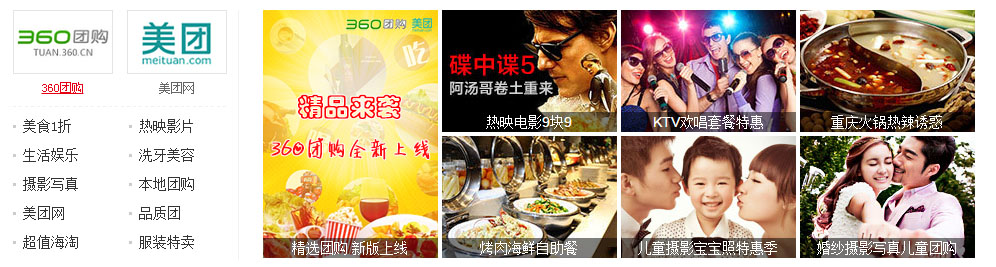 360团购
TUAN.360.CN
美团
meituan.com
360团购
美团网
美食1折
热映影片
生活娱乐
洗牙美容
摄影写真
本地团购
美团网
品质团
超值海淘
服装特卖
360团购 美团
吃
精品来袭
360团购全新上线
精选团购 新版上线
碟中谍5
阿汤哥卷土重来
热映电影9块9
KTV欢唱套餐特惠
重庆火锅热辣诱惑
烤肉海鲜自助餐
儿童摄影宝宝照特惠季
婚纱摄影写真儿童团购